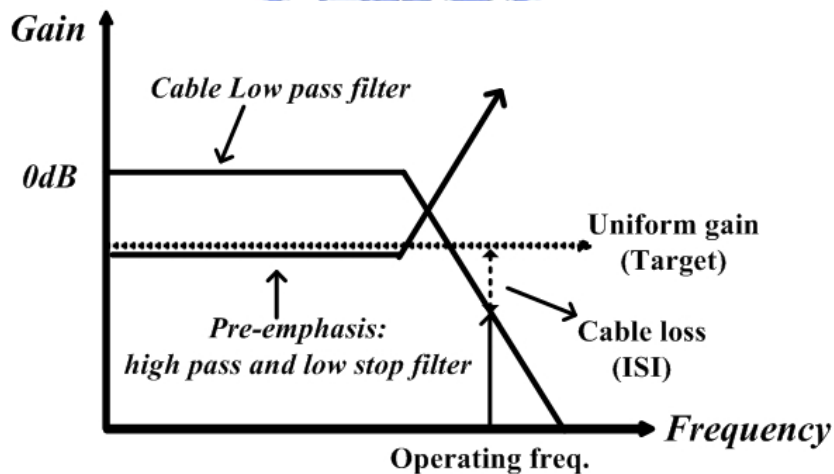 Gain
Cable Low pass filter
0dB
Uniform gain
(Target)
Pre-emphasis:
high pass and low stop filter
Cable loss
(ISI)
Frequency
Operating freq.